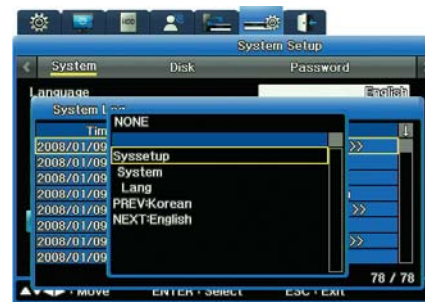 HDD
System Setup
System Disk Password
Language English
System L
Tim
NONE
2008/01/09 >>
2008/01/09
2008/01/09
2008/01/09
2008/01/09 >>
2008/01/09
2008/01/09 >>
2008/01/09
Syssetup
System
Lang
PREV:Korean
NEXT:English
78 / 78
: Move ENTER : Select ESC : Exit